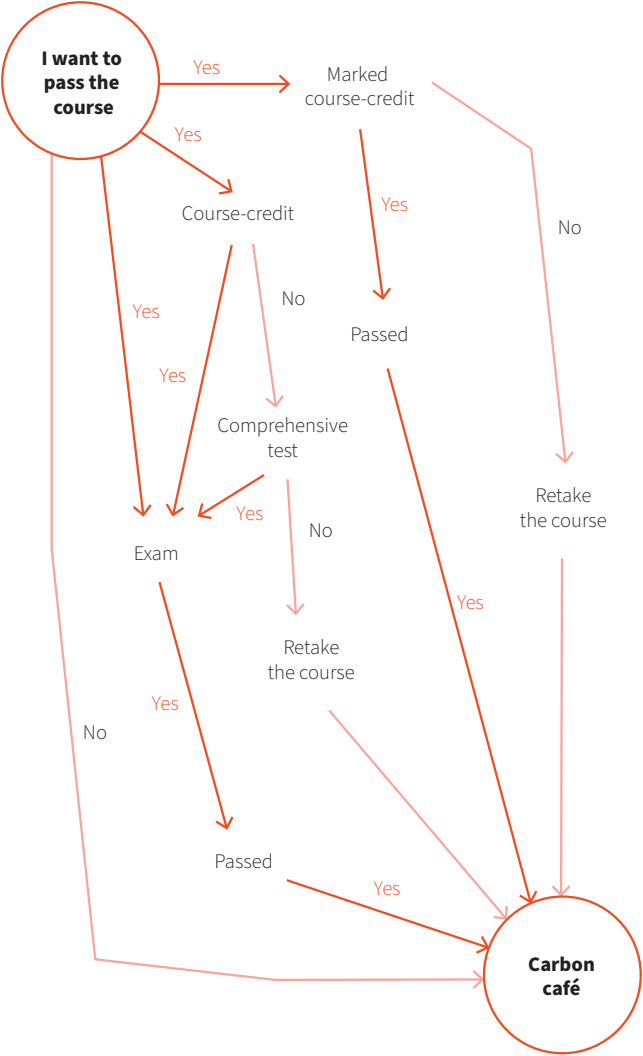 I want to
pass the
course
Yes
Marked
course-credit
Yes
Course-credit
Yes
No
No
Yes
Yes
Passed
Comprehensive
test
Yes
No
Retake
the course
Exam
Yes
Retake
the course
Yes
No
Passed
Yes
Carbon
café